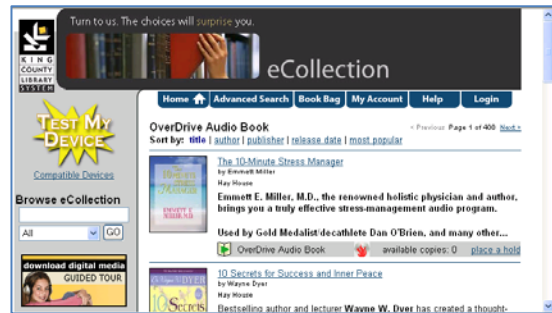 Turn to us. The choices will surprise you.
KING
COUNTY
LIBRARY
SYSTEM
eCollection
Home
Advanced Search
Book Bag
My Account
Help
Login
TEST MY
DEVICE
Compatible Devices
Browse eCollection
All
GO
download digital media
GUIDED TOUR
OverDrive Audio Book
< Previous Page 1 of 400 Next >
Sort by: title | author | publisher | release date | most popular
The 10-Minute Stress Manager
by Emmett Miller
Hay House
Emmett E. Miller, M.D., the renowned holistic physician and author,
brings you a truly effective stress-management audio program.
Used by Gold Medalist/decathlete Dan O'Brien, and many other...
OverDrive Audio Book
available copies: 0
place a hold
10 Secrets for Success and Inner Peace
by Wayne Dyer
Hay House
Bestselling author and lecturer Wayne W. Dyer has created a thought-